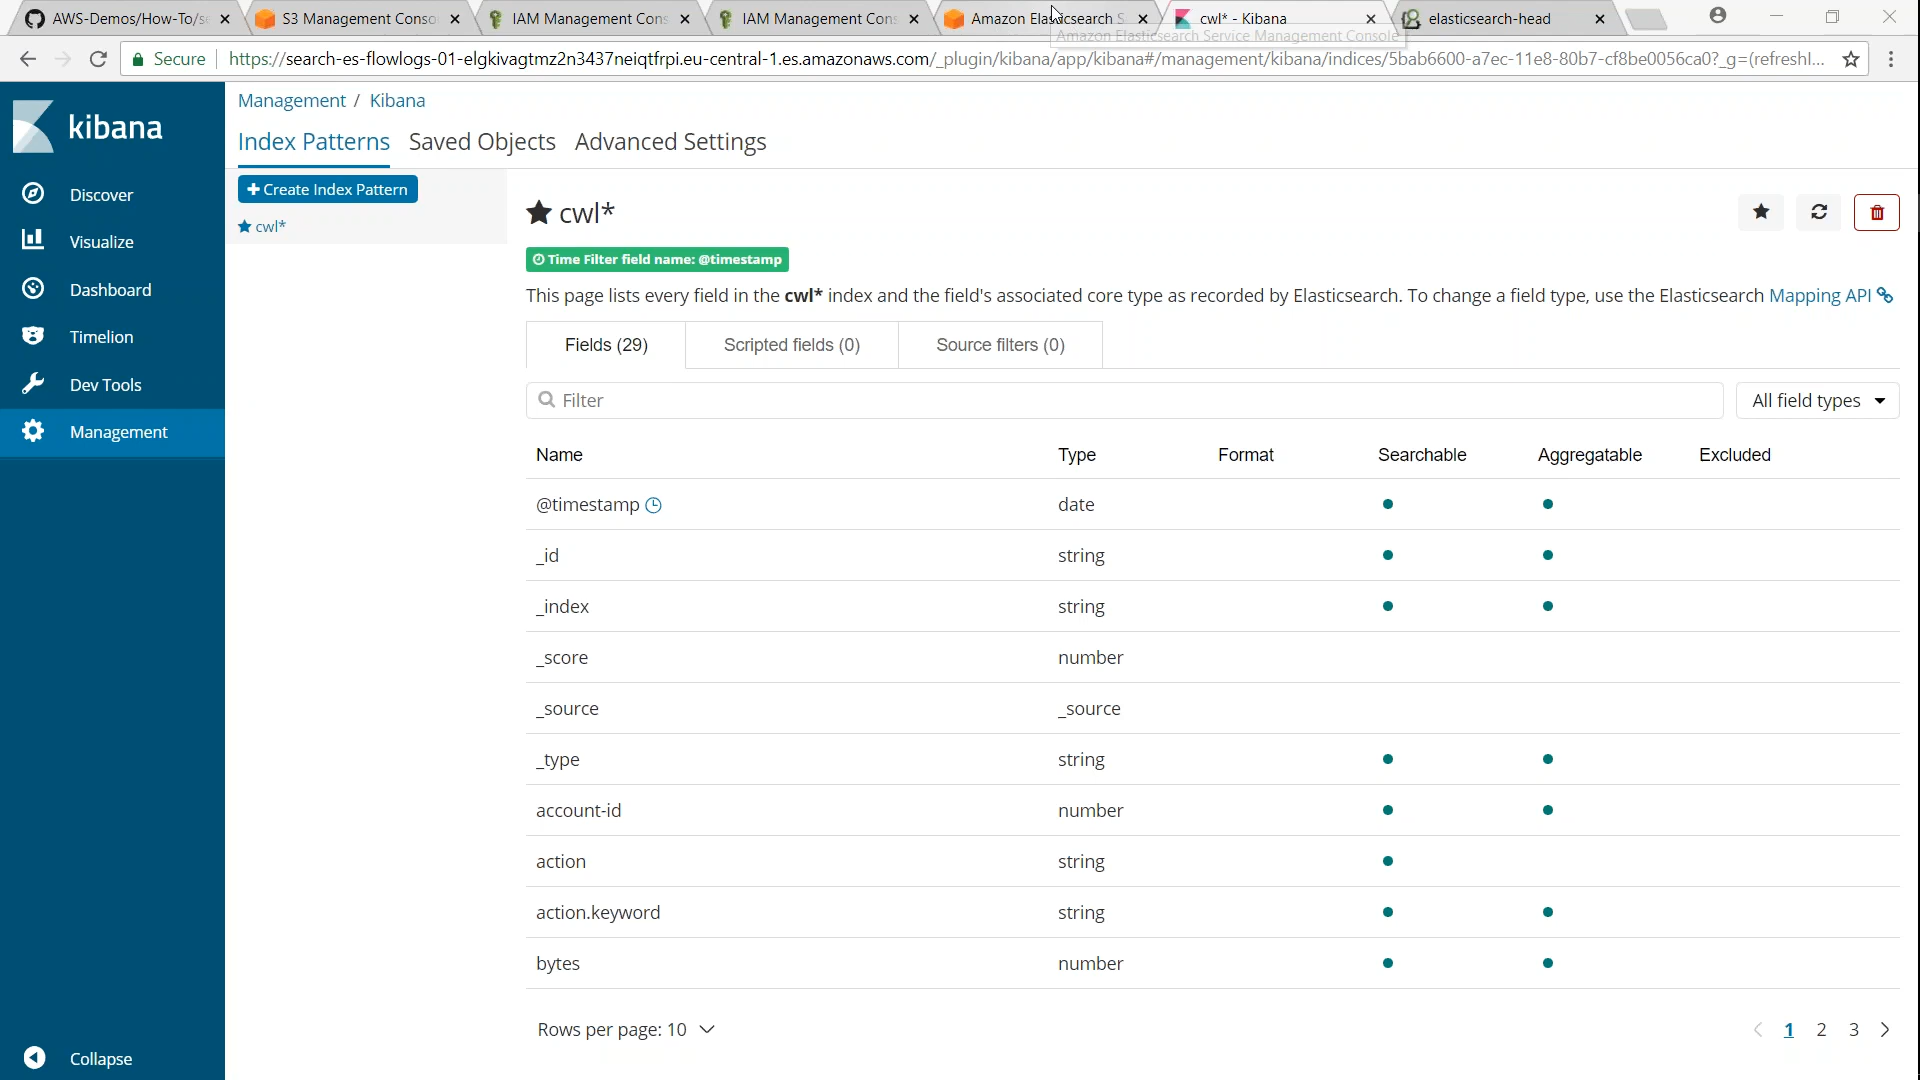 AWS-Demos/How-To/se
S3 Management Conso
IAM Management Cons
IAM Management Cons
Amazon Elasticsearch S
cwl* - Kibana
elasticsearch-head
Amazon Elasticsearch Service Management Console
Secure
https://search-es-flowlogs-01-elgkivagtmz2n3437neiqtfrpi.eu-central-1.es.amazonaws.com/_plugin/kibana/app/kibana#/management/kibana/indices/5bab6600-a7ec-11e8-80b7-cf8be0056ca0?_g=(refreshI...
kibana
Discover
Visualize
Dashboard
Timelion
Dev Tools
Management
Collapse
Management / Kibana
Index Patterns Saved Objects Advanced Settings
Create Index Pattern
cwl*
cwl*
Time Filter field name: @timestamp
This page lists every field in the cwl* index and the field's associated core type as recorded by Elasticsearch. To change a field type, use the Elasticsearch Mapping API
Fields (29) Scripted fields (0) Source filters (0)
Filter
All field types
Name Type Format Searchable Aggregatable Excluded
@timestamp date
_id string
_index string
_score number
_source _source
_type string
account-id number
action string
action.keyword string
bytes number
Rows per page: 10
1 2 3